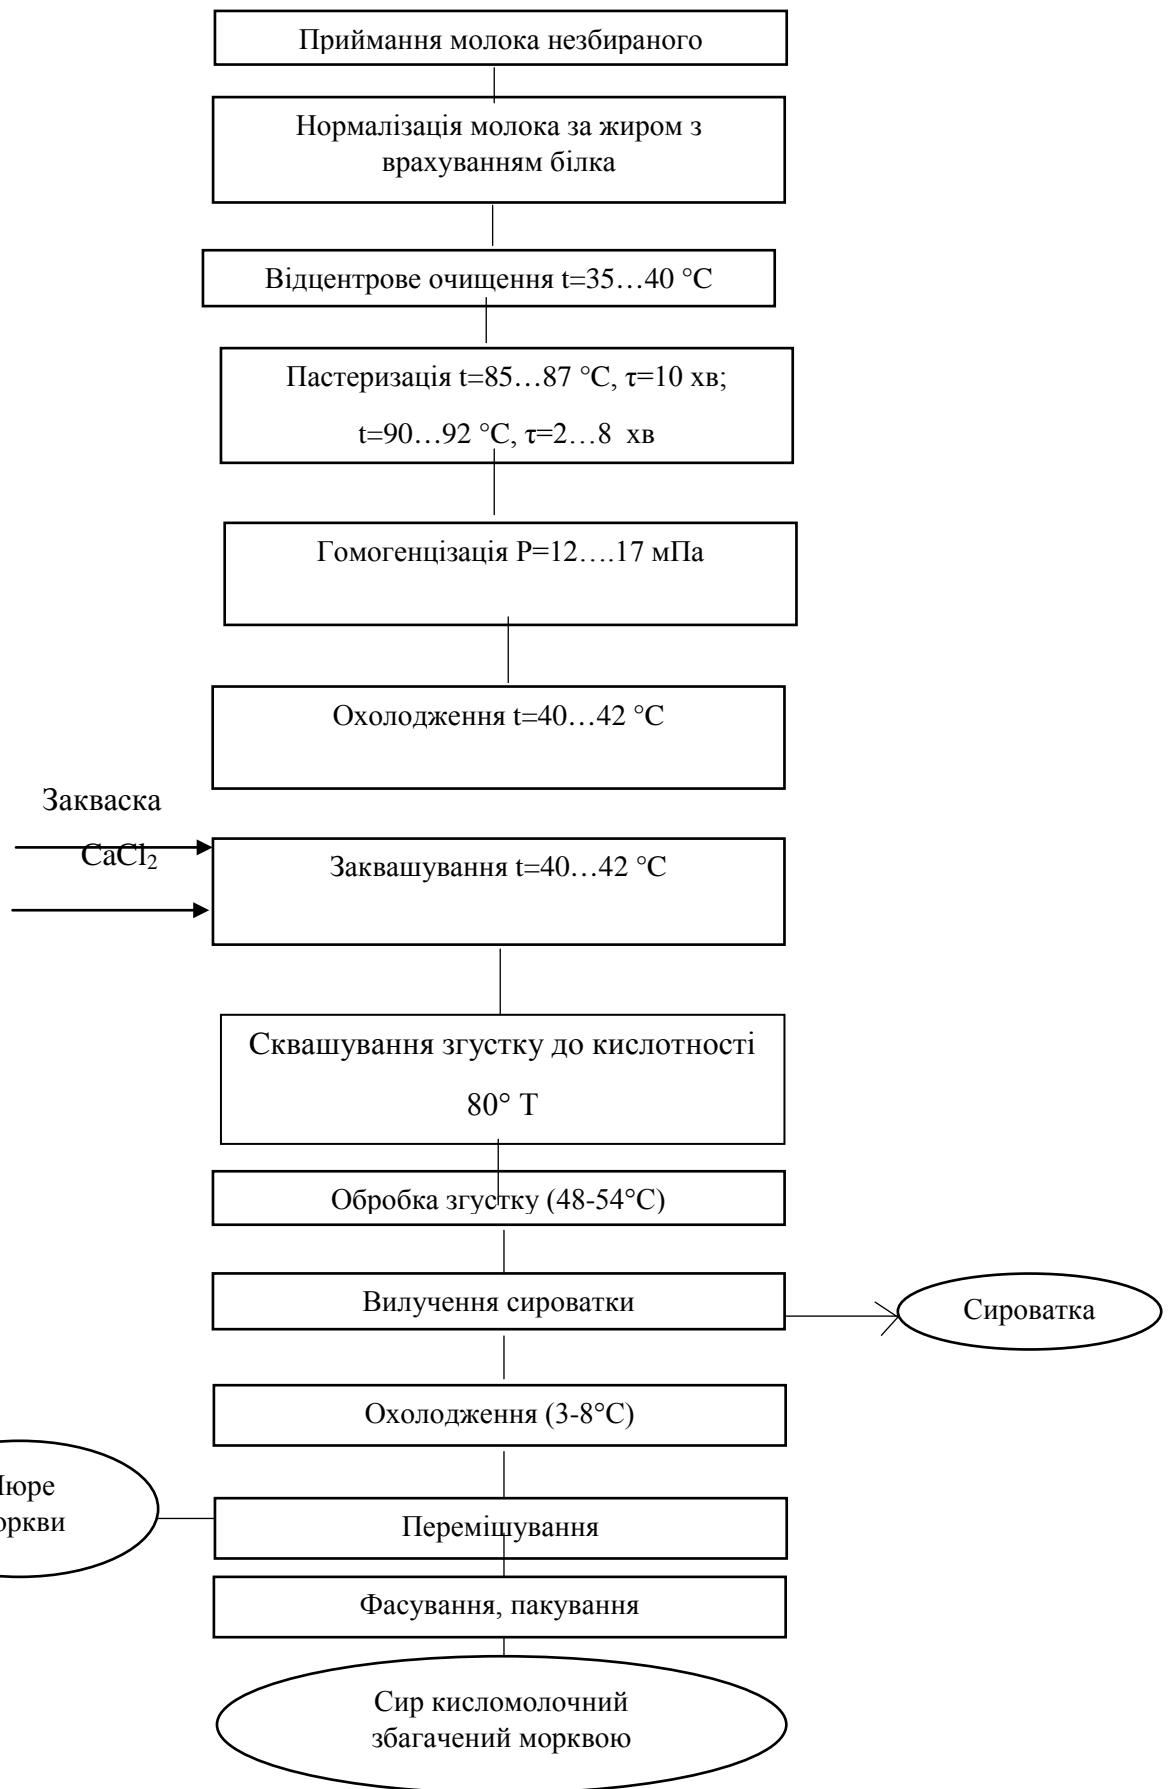 Приймання молока незбираного
Нормалізація молока за жиром з
врахуванням білка
Відцентрове очищення t=35…40 °С
Пастеризація t=85…87 °С, τ=10 хв;
t=90…92 °С, τ=2…8 хв
Гомогенцізація Р=12….17 мПа
Охолодження t=40…42 °С
Закваска
CaCl₂
Заквашування t=40…42 °С
Сквашування згустку до кислотності
80° Т
Обробка згустку (48-54°С)
Вилучення сироватки
Сироватка
Охолодження (3-8°С)
Перемішування
Фасування, пакування
Сир кисломолочний
збагачений морквою